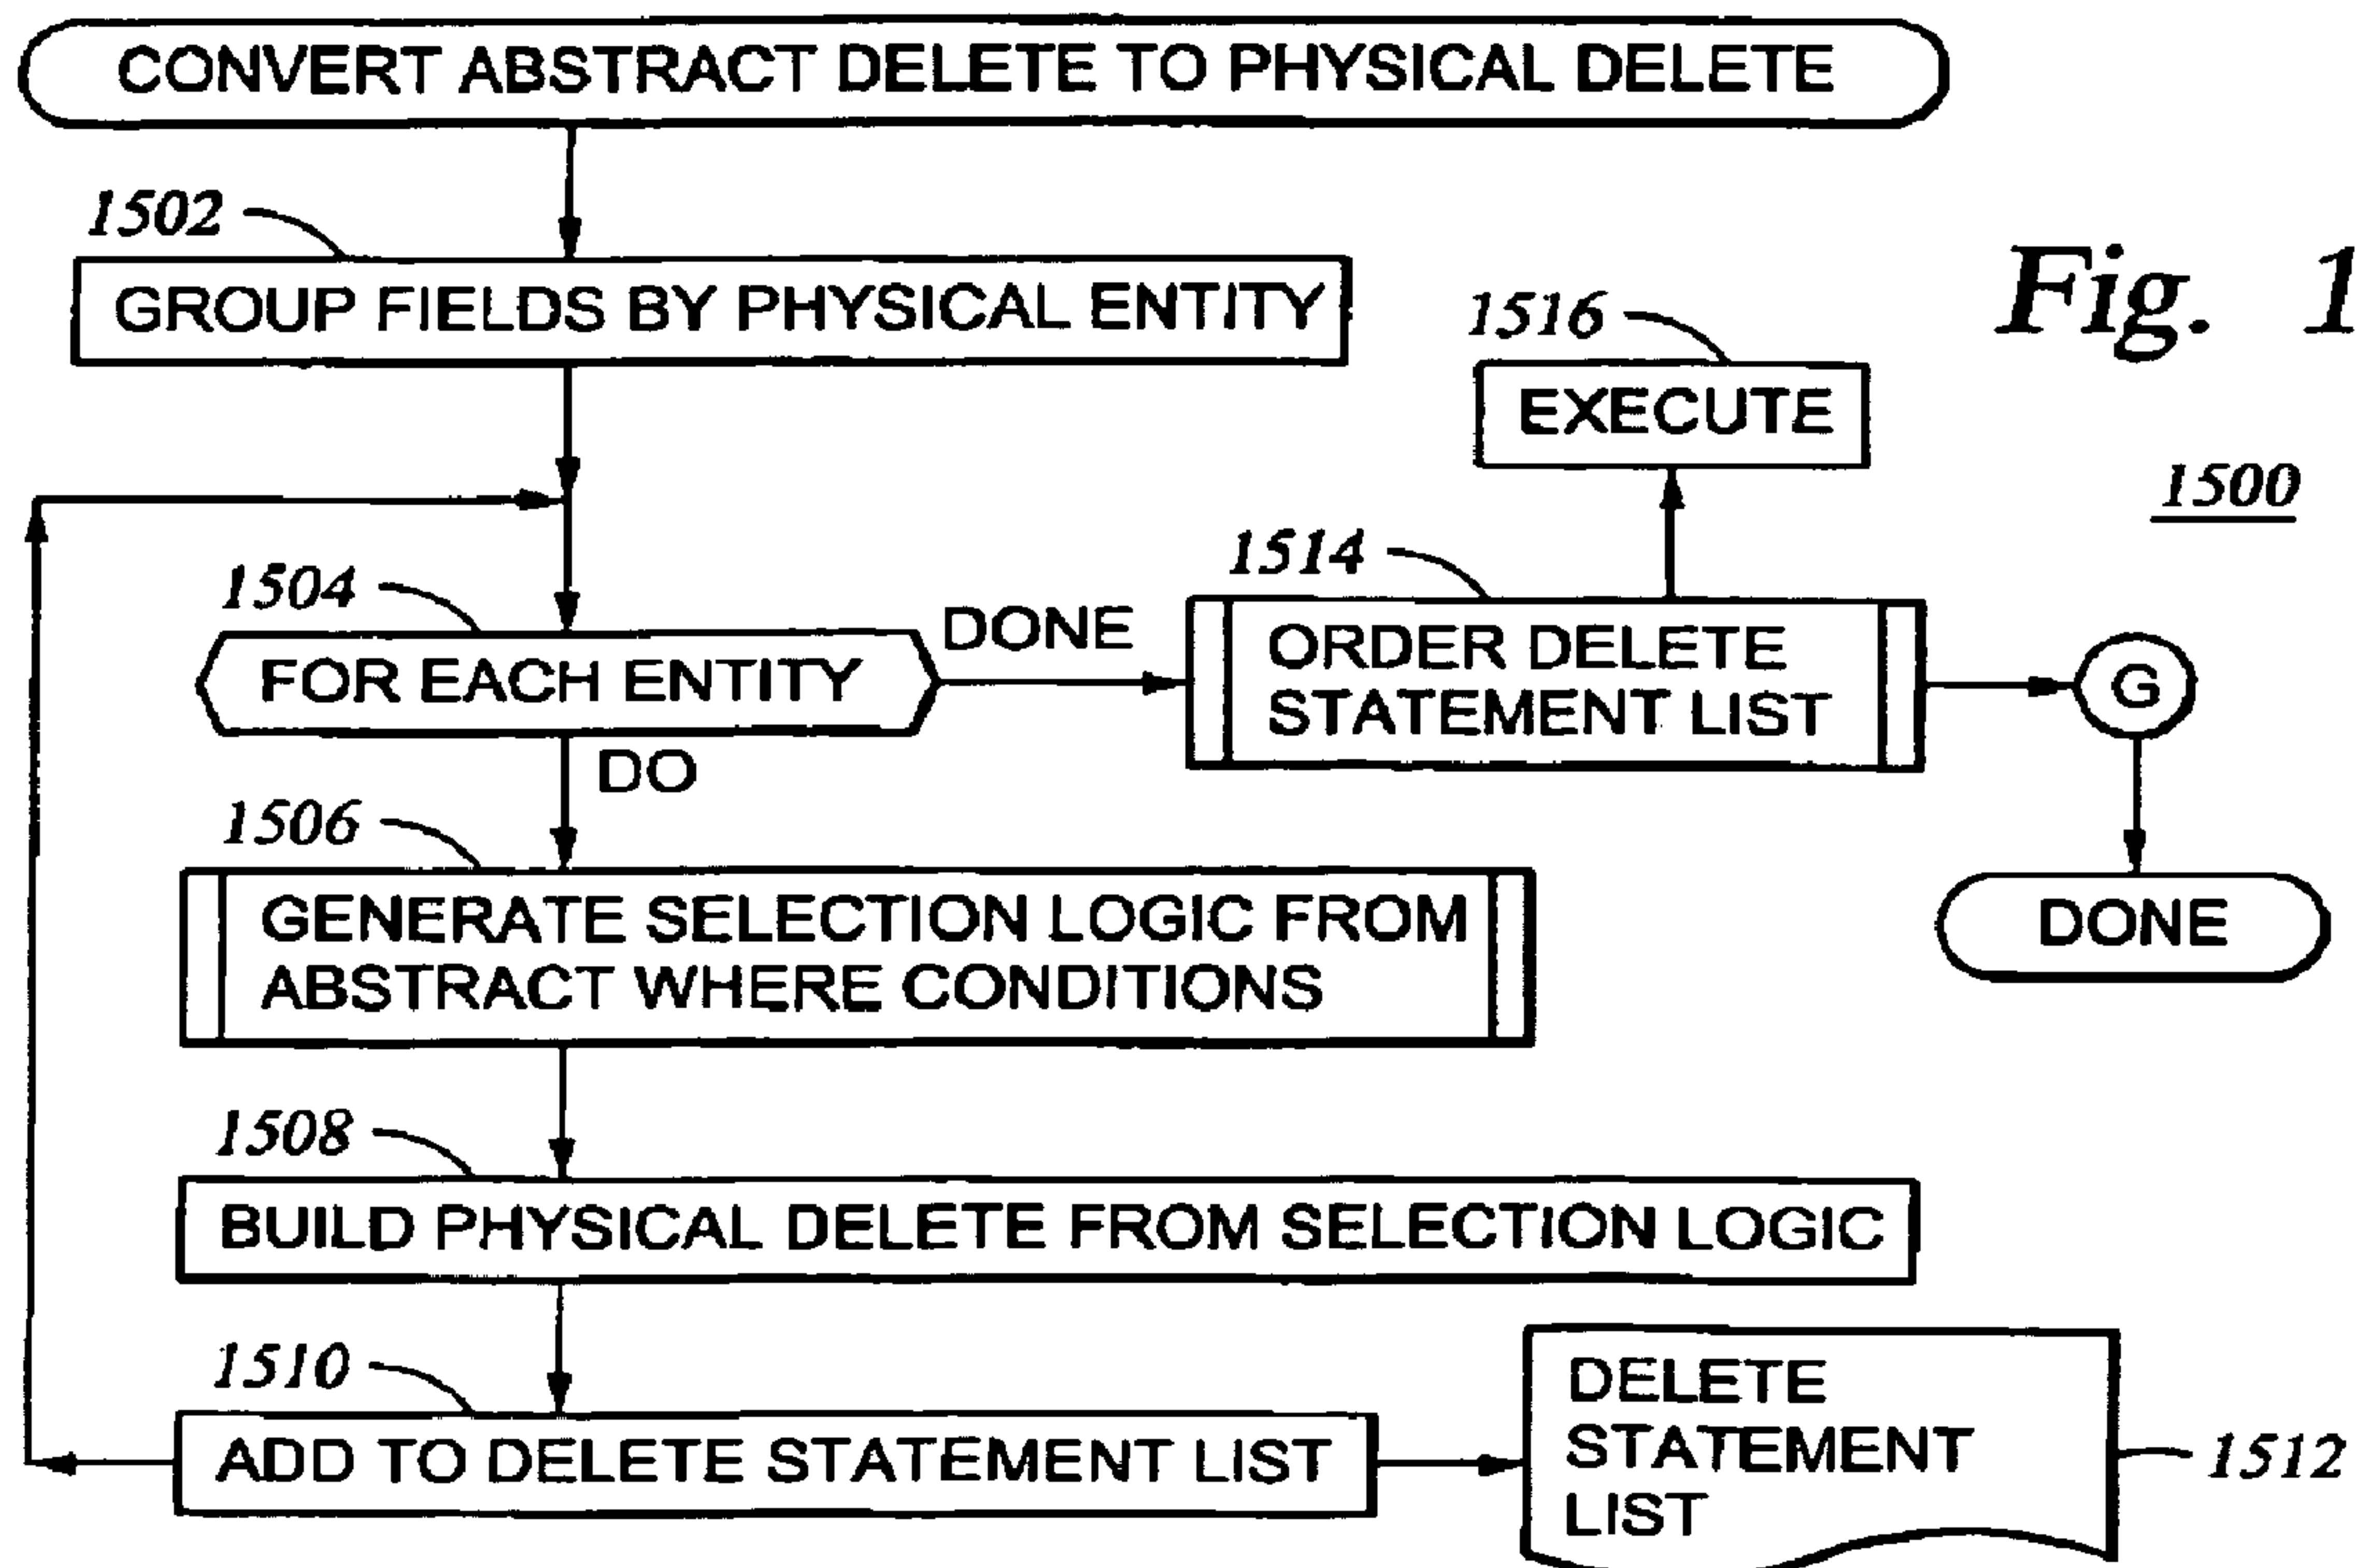 CONVERT ABSTRACT DELETE TO PHYSICAL DELETE
1502
GROUP FIELDS BY PHYSICAL ENTITY
Fig. 1
1516
EXECUTE
1500
1504
FOR EACH ENTITY
DONE
1514
ORDER DELETE
STATEMENT LIST
G
DO
1506
GENERATE SELECTION LOGIC FROM
ABSTRACT WHERE CONDITIONS
DONE
1508
BUILD PHYSICAL DELETE FROM SELECTION LOGIC
1510
ADD TO DELETE STATEMENT LIST
DELETE
STATEMENT
LIST
1512